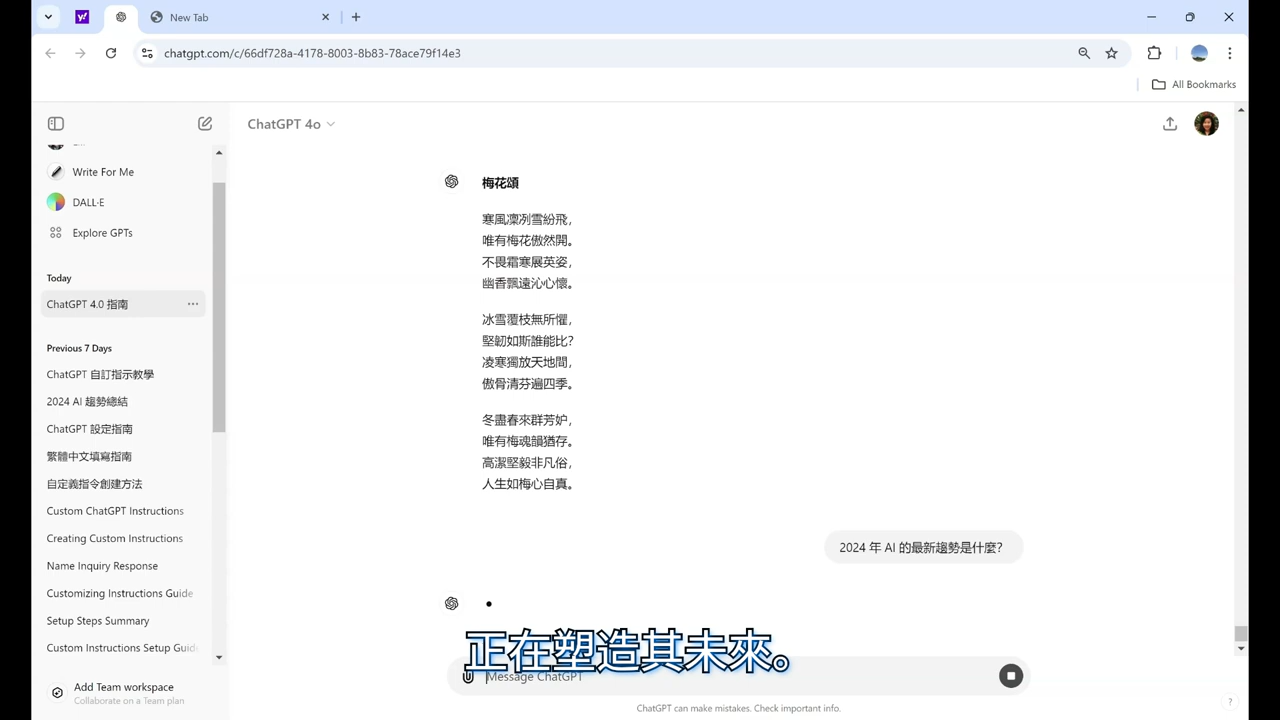 New Tab
chatgpt.com/c/66df728a-4178-8003-8b83-78ace79f14e3
All Bookmarks
ChatGPT 4o
Write For Me
DALL·E
Explore GPTs
Today
ChatGPT 4.0 指南
Previous 7 Days
ChatGPT 自訂指示教學
2024 AI 趨勢總結
ChatGPT 設定指南
繁體中文填寫指南
自定義指令創建方法
Custom ChatGPT Instructions
Creating Custom Instructions
Name Inquiry Response
Customizing Instructions Guide
Setup Steps Summary
Custom Instructions Setup Guid
Add Team workspace
Collaborate on a Team plan
梅花頌
寒風凜冽雪紛飛，
唯有梅花傲然開。
不畏霜寒展英姿，
幽香飄遠沁心懷。
冰雪覆枝無所懼，
堅韌如斯誰能比？
凌寒獨放天地間，
傲骨清芬遍四季。
冬盡春來群芳妒，
唯有梅魂韻猶存。
高潔堅毅非凡俗，
人生如梅心自真。
2024 年 AI 的最新趨勢是什麼？
正在塑造其未來。
Message ChatGPT
ChatGPT can make mistakes. Check important info.
?